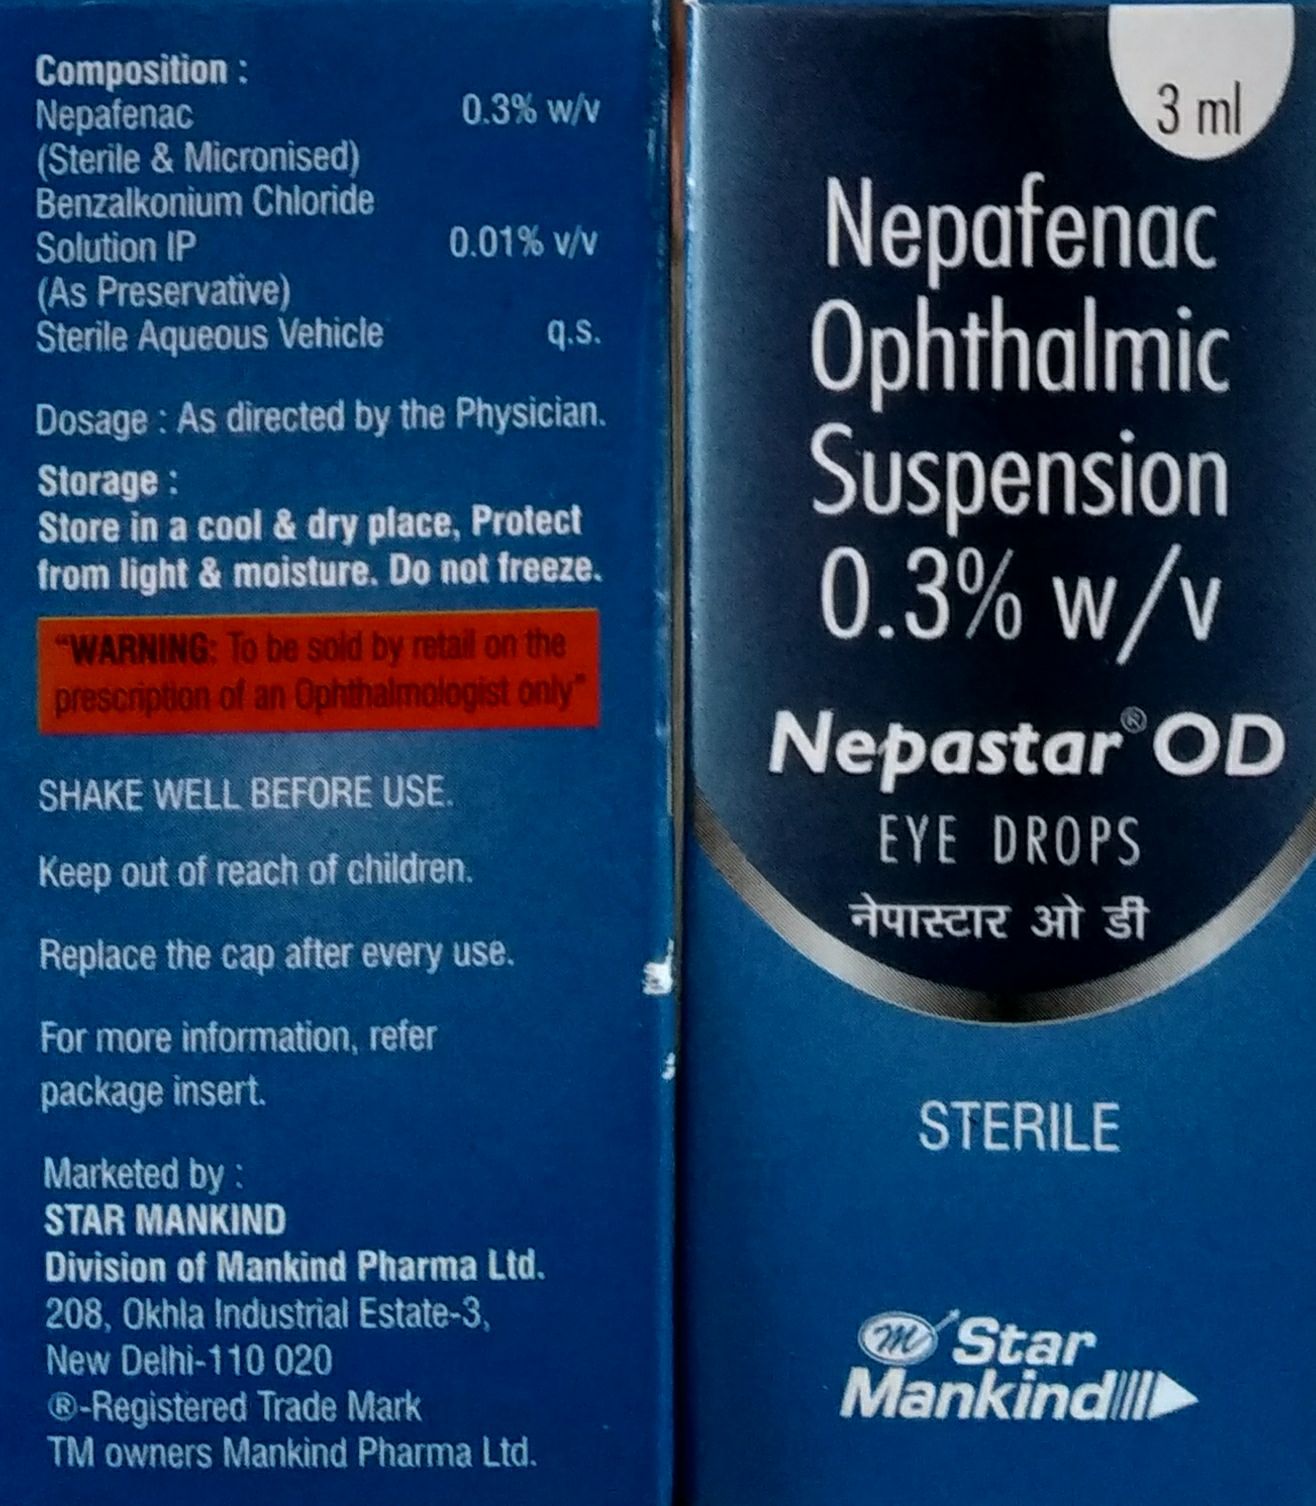 Composition :
Nepafenac 0.3% w/v
(Sterile & Micronised)
Benzalkonium Chloride
Solution IP 0.01% v/v
(As Preservative)
Sterile Aqueous Vehicle q.s.
Dosage : As directed by the Physician.
Storage :
Store in a cool & dry place, Protect
from light & moisture. Do not freeze.
"WARNING: To be sold by retail on the
prescription of an Ophthalmologist only"
SHAKE WELL BEFORE USE.
Keep out of reach of children.
Replace the cap after every use.
For more information, refer
package insert.
Marketed by :
STAR MANKIND
Division of Mankind Pharma Ltd.
208, Okhla Industrial Estate-3,
New Delhi-110 020
®-Registered Trade Mark
TM owners Mankind Pharma Ltd.
3 ml
Nepafenac
Ophthalmic
Suspension
0.3% w/v
Nepastar® OD
EYE DROPS
नेपास्टार ओ डी
STERILE
m Star
Mankind